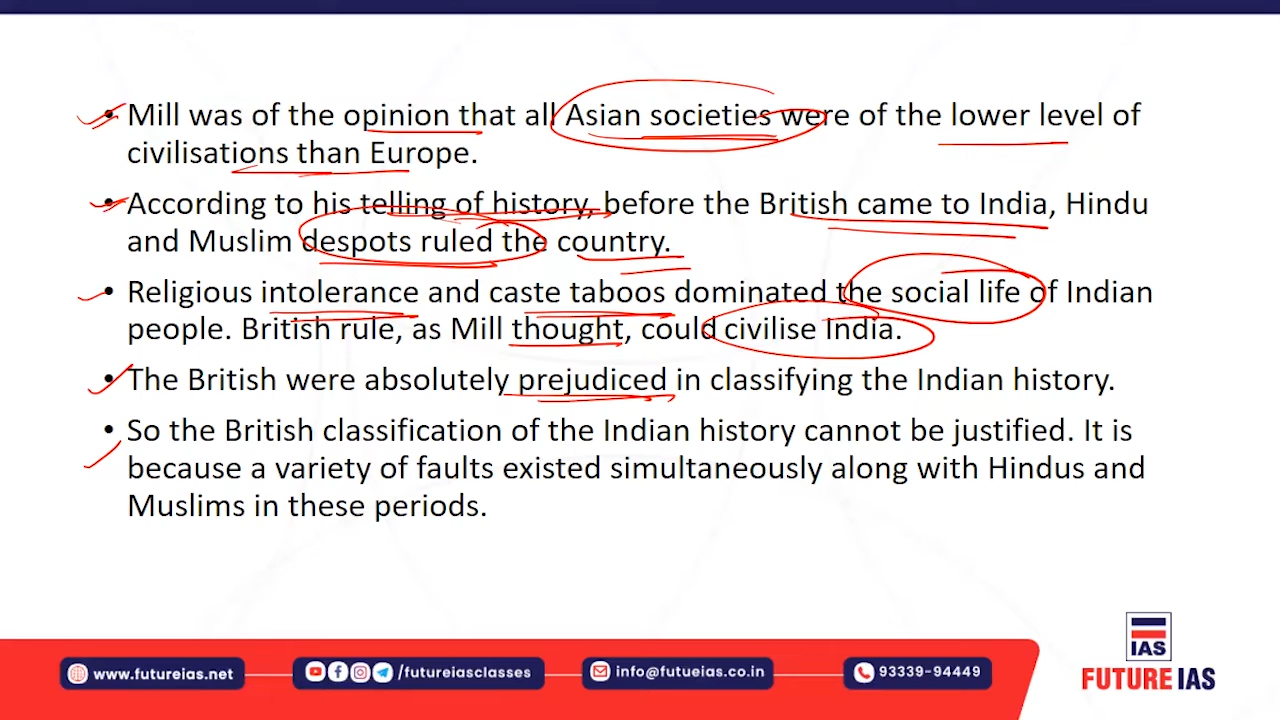 • Mill was of the opinion that all Asian societies were of the lower level of
civilisations than Europe.
• According to his telling of history, before the British came to India, Hindu
and Muslim despots ruled the country.
• Religious intolerance and caste taboos dominated the social life of Indian
people. British rule, as Mill thought, could civilise India.
• The British were absolutely prejudiced in classifying the Indian history.
• So the British classification of the Indian history cannot be justified. It is
because a variety of faults existed simultaneously along with Hindus and
Muslims in these periods.
IAS
FUTURE IAS
www.futureias.net
/futureiasclasses
info@futueias.co.in
93339-94449